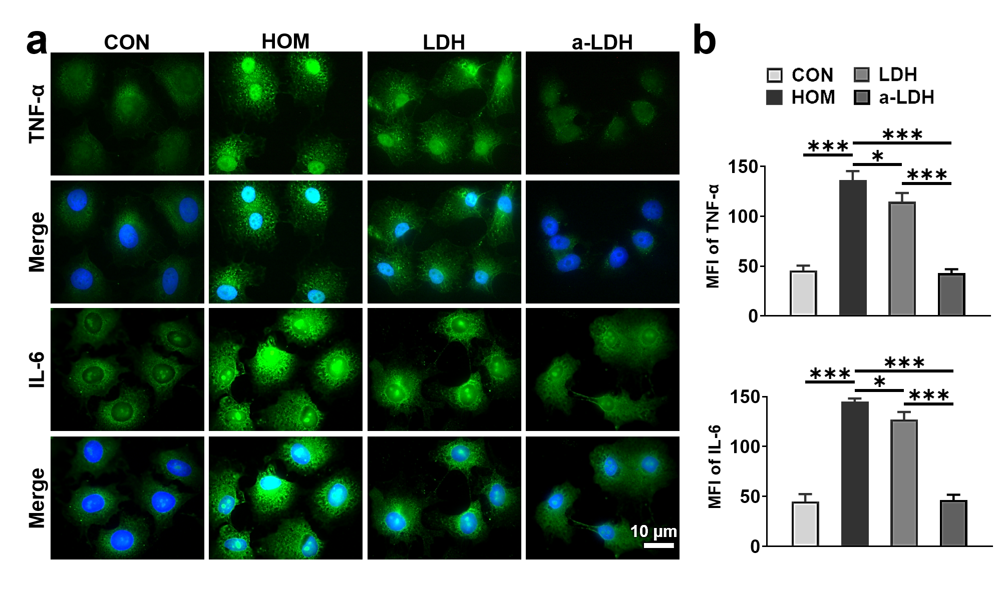 a
CON
HOM
LDH
a-LDH
TNF-α
Merge
IL-6
Merge
10 µm
b
CON
LDH
HOM
a-LDH
***
***
*
***
MFI of TNF-α
150
100
50
0
***
***
*
***
MFI of IL-6
150
100
50
0